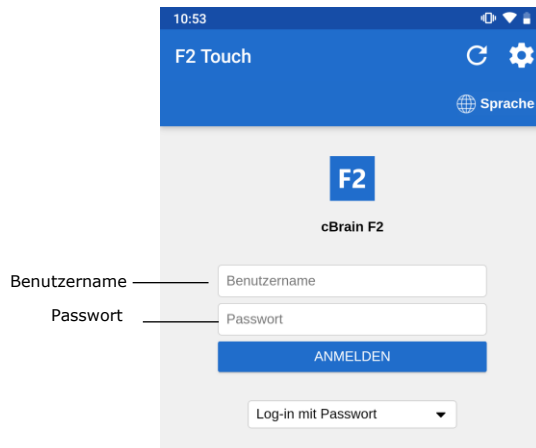 10:53
F2 Touch
Sprache
F2
cBrain F2
Benutzername
Benutzername
Passwort
Passwort
ANMELDEN
Log-in mit Passwort